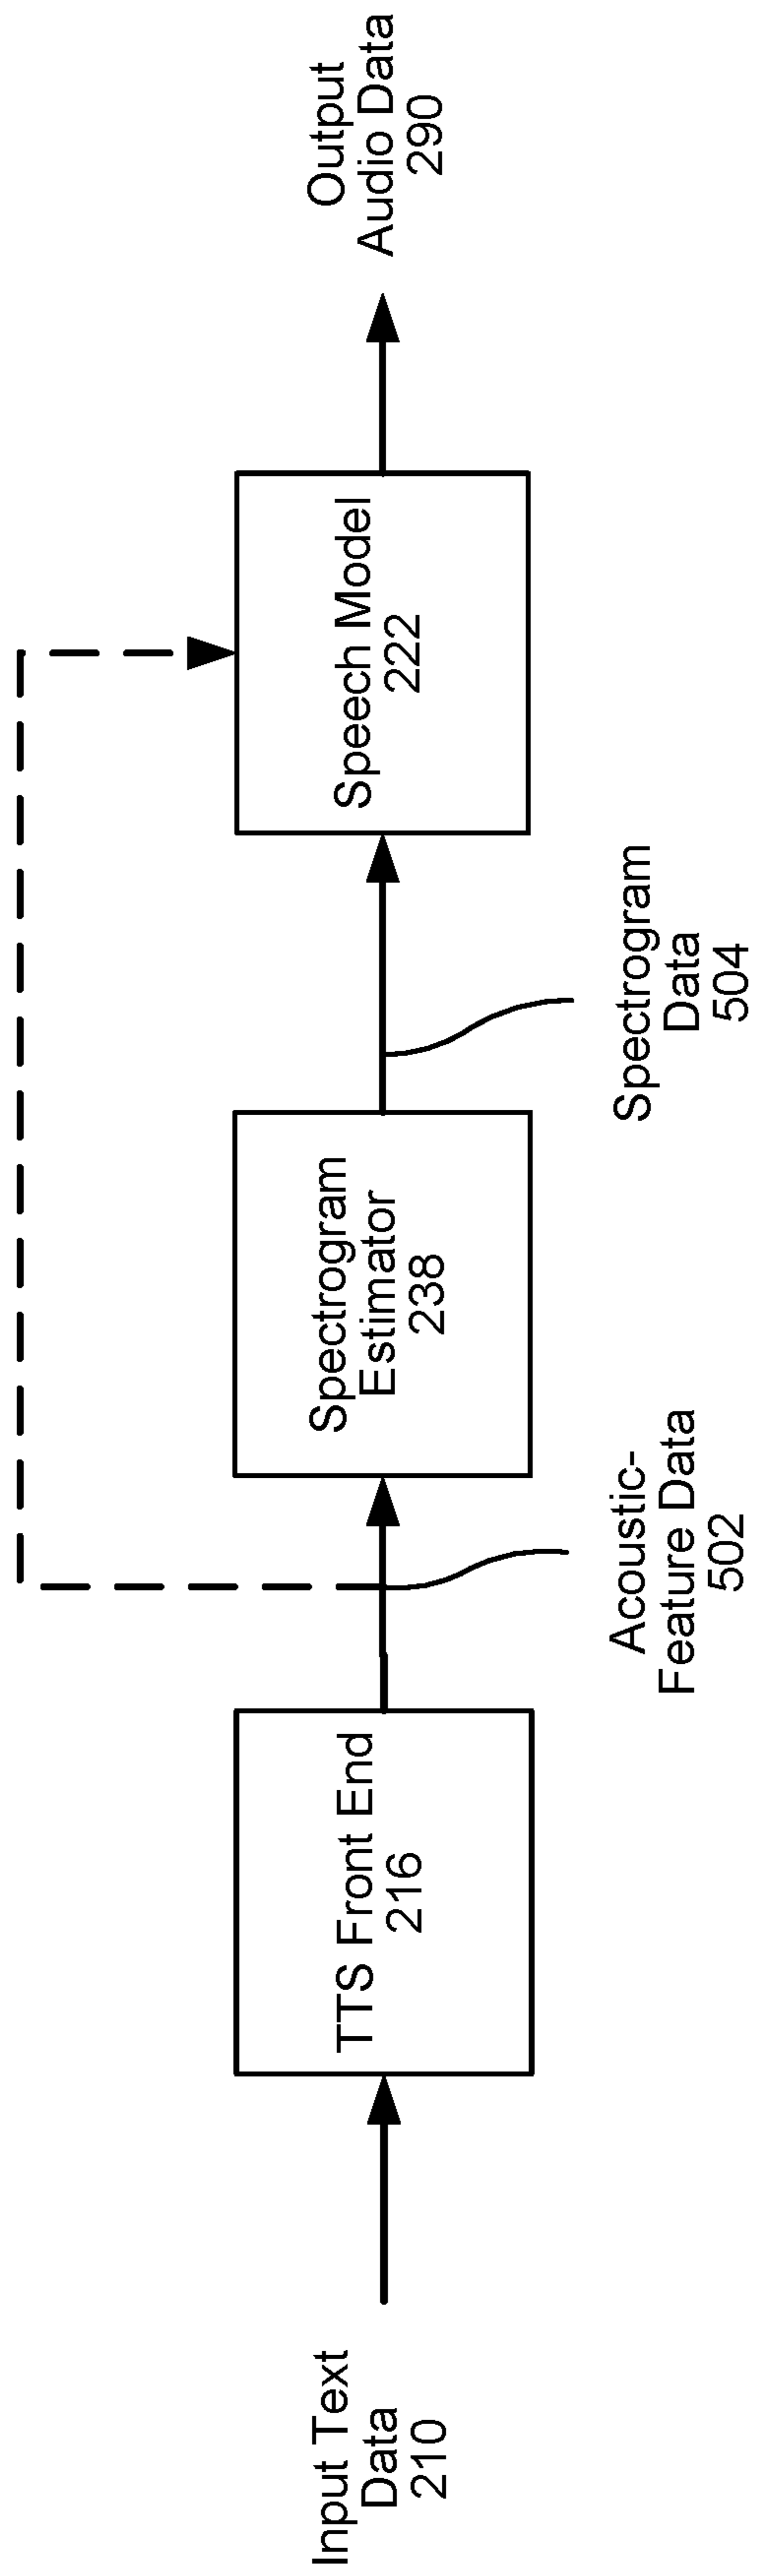 Input Text
Data
210
TTS Front End
216
Acoustic-
Feature Data
502
Spectrogram
Estimator
238
Spectrogram
Data
504
Speech Model
222
Output
Audio Data
290